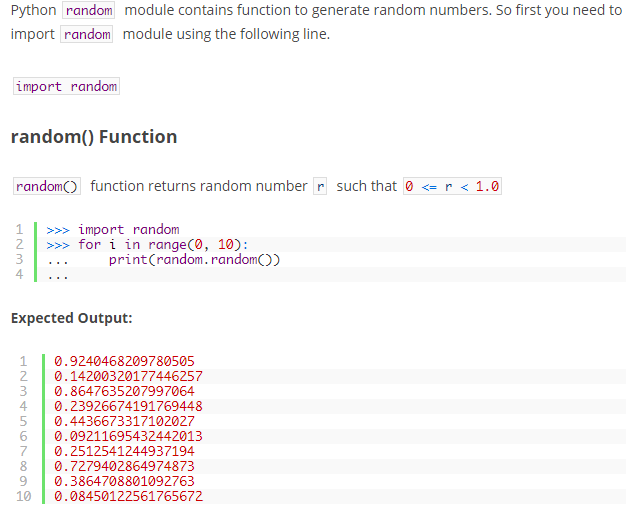 Python random module contains function to generate random numbers. So first you need to
import random module using the following line.
import random
random() Function
random() function returns random number r such that 0 <= r < 1.0
1 >>> import random
2 >>> for i in range(0, 10):
3 ...     print(random.random())
4 ...
Expected Output:
1 0.9240468209780505
2 0.14200320177446257
3 0.8647635207997064
4 0.23926674191769448
5 0.4436673317102027
6 0.09211695432442013
7 0.2512541244937194
8 0.7279402864974873
9 0.3864708801092763
10 0.08450122561765672